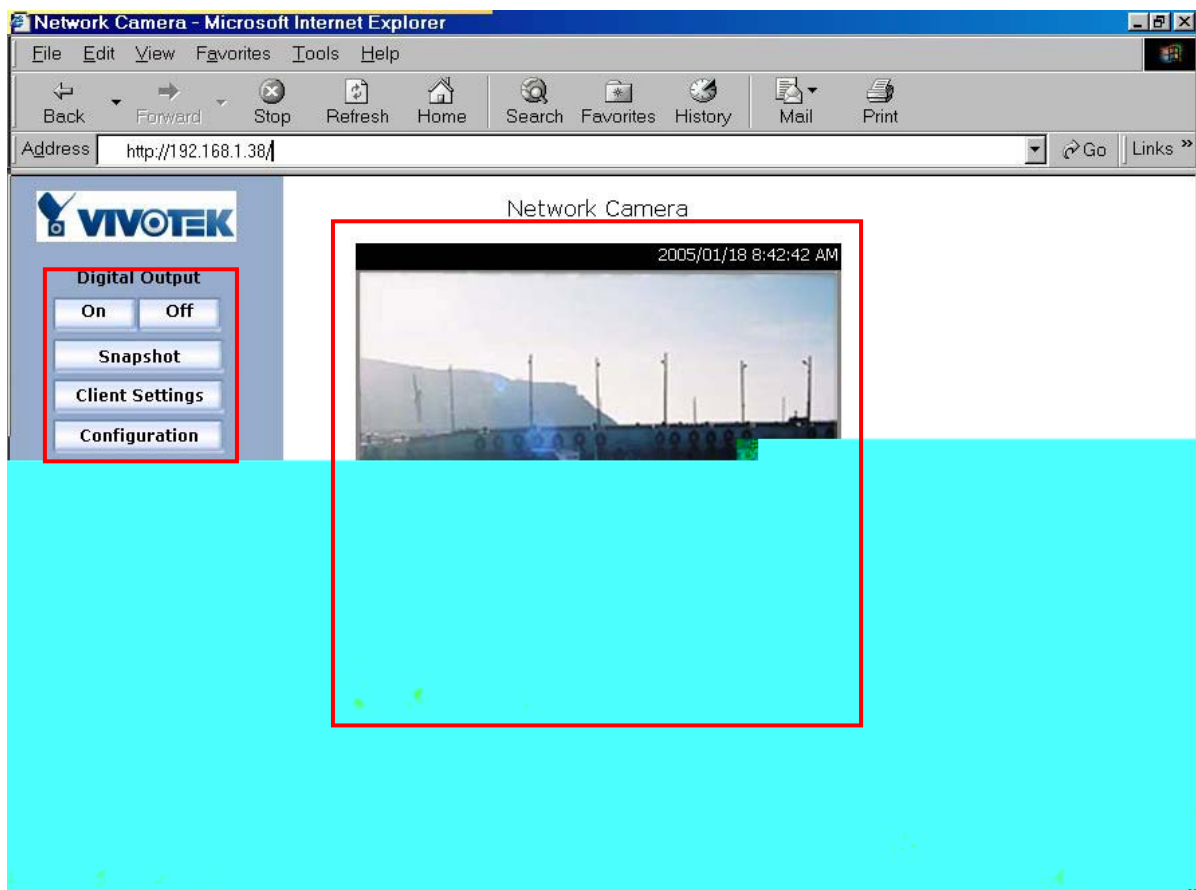 Network Camera - Microsoft Internet Explorer
File Edit View Favorites Tools Help
Back Forward Stop Refresh Home Search Favorites History Mail Print
Address http://192.168.1.38/ Go Links »
VIVOTEK
Network Camera
2005/01/18 8:42:42 AM
Digital Output
On Off
Snapshot
Client Settings
Configuration